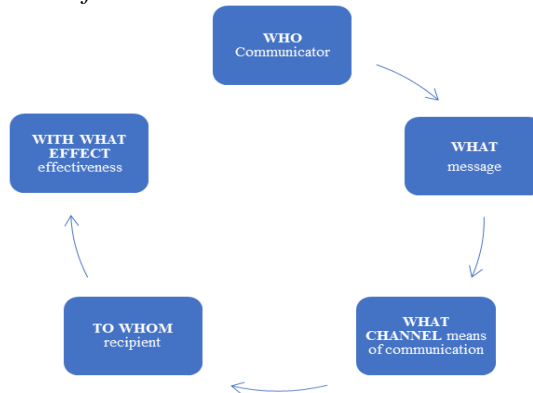 WHO
Communicator
WHAT
message
WHAT
CHANNEL means
of communication
TO WHOM
recipient
WITH WHAT
EFFECT
effectiveness